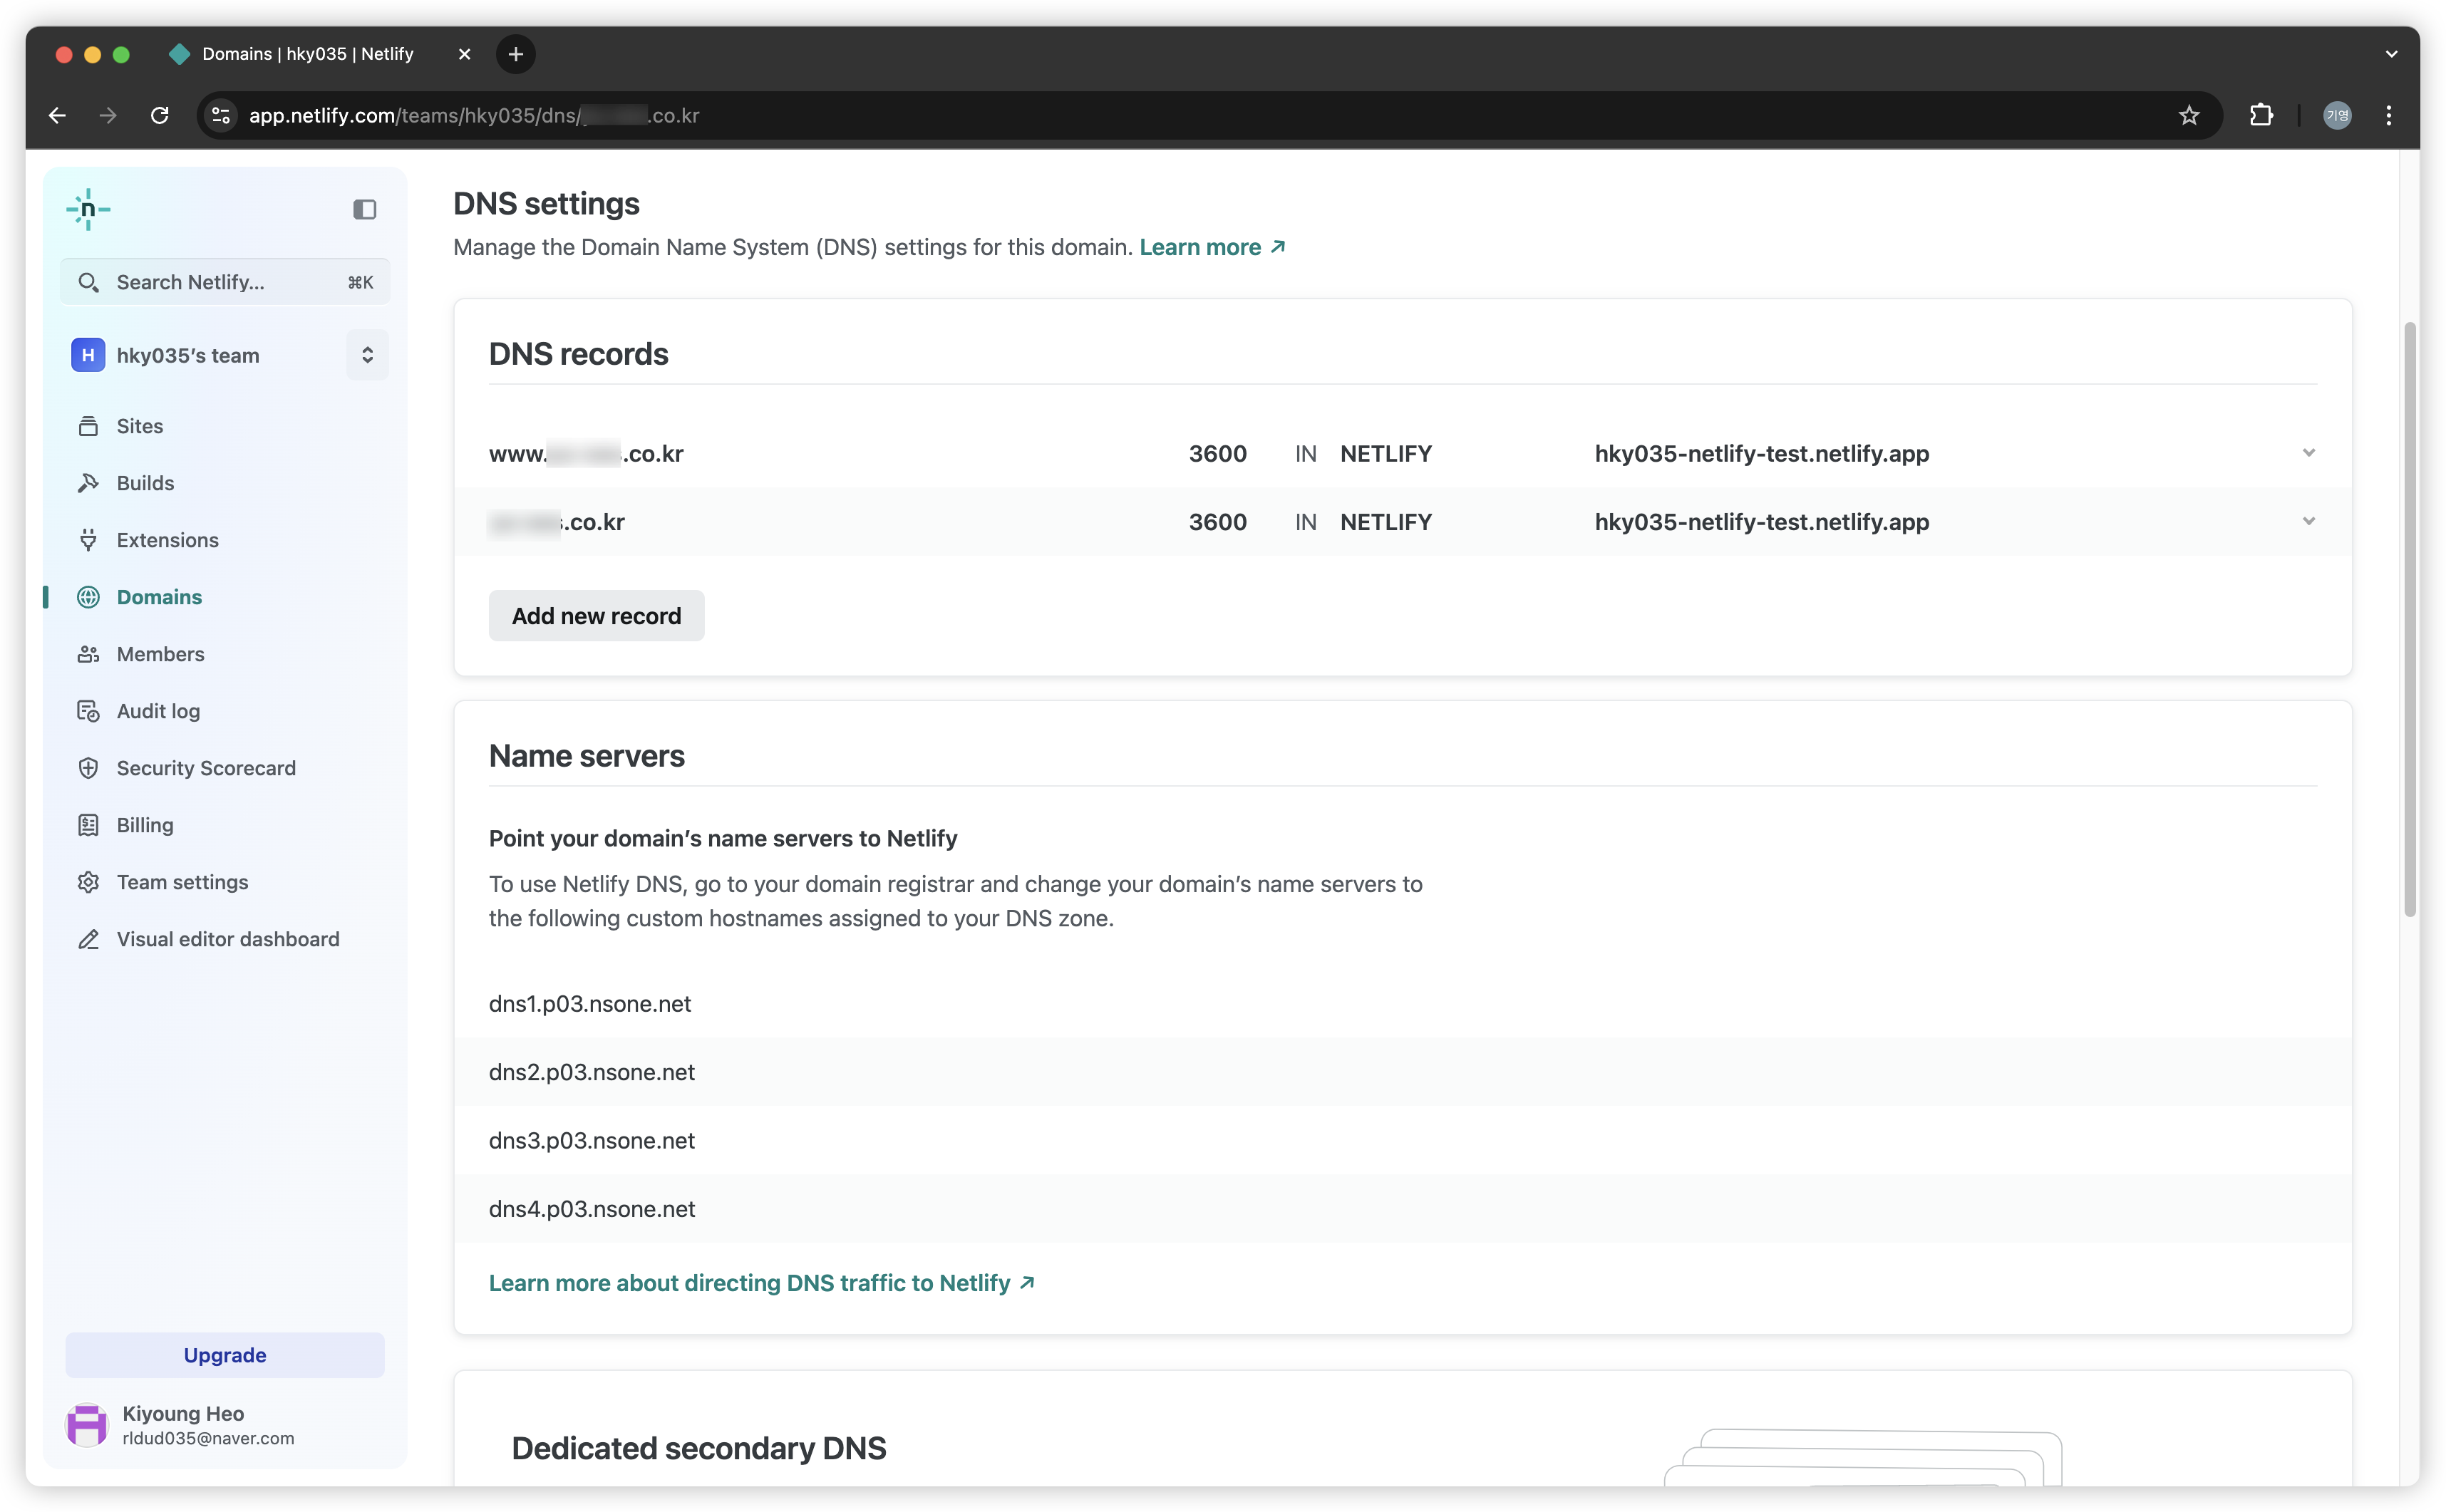 Domains | hky035 | Netlify
app.netlify.com/teams/hky035/dns/ .co.kr
기영
n
Search Netlify... ⌘K
H hky035's team
Sites
Builds
Extensions
Domains
Members
Audit log
Security Scorecard
Billing
Team settings
Visual editor dashboard
Upgrade
Kiyoung Heo
rldud035@naver.com
DNS settings
Manage the Domain Name System (DNS) settings for this domain. Learn more ↗
DNS records
www. .co.kr 3600 IN NETLIFY hky035-netlify-test.netlify.app
.co.kr 3600 IN NETLIFY hky035-netlify-test.netlify.app
Add new record
Name servers
Point your domain’s name servers to Netlify
To use Netlify DNS, go to your domain registrar and change your domain’s name servers to
the following custom hostnames assigned to your DNS zone.
dns1.p03.nsone.net
dns2.p03.nsone.net
dns3.p03.nsone.net
dns4.p03.nsone.net
Learn more about directing DNS traffic to Netlify ↗
Dedicated secondary DNS